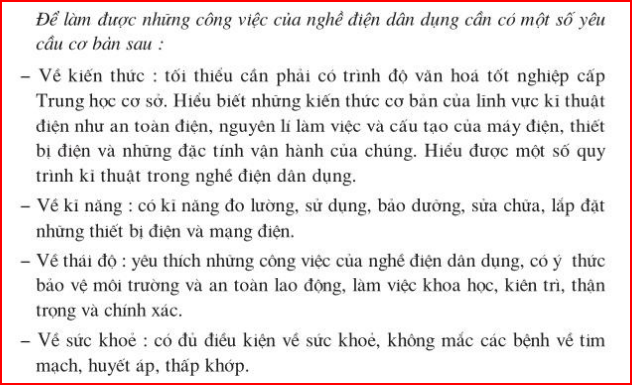 Để làm được những công việc của nghề điện dân dụng cần có một số yêu
cầu cơ bản sau :
– Về kiến thức : tối thiểu cần phải có trình độ văn hoá tốt nghiệp cấp
Trung học cơ sở. Hiểu biết những kiến thức cơ bản của lĩnh vực kĩ thuật
điện như an toàn điện, nguyên lí làm việc và cấu tạo của máy điện, thiết
bị điện và những đặc tính vận hành của chúng. Hiểu được một số quy
trình kĩ thuật trong nghề điện dân dụng.
– Về kĩ năng : có kĩ năng đo lường, sử dụng, bảo dưỡng, sửa chữa, lắp đặt
những thiết bị điện và mạng điện.
– Về thái độ : yêu thích những công việc của nghề điện dân dụng, có ý thức
bảo vệ môi trường và an toàn lao động, làm việc khoa học, kiên trì, thận
trọng và chính xác.
– Về sức khoẻ : có đủ điều kiện về sức khoẻ, không mắc các bệnh về tim
mạch, huyết áp, thấp khớp.